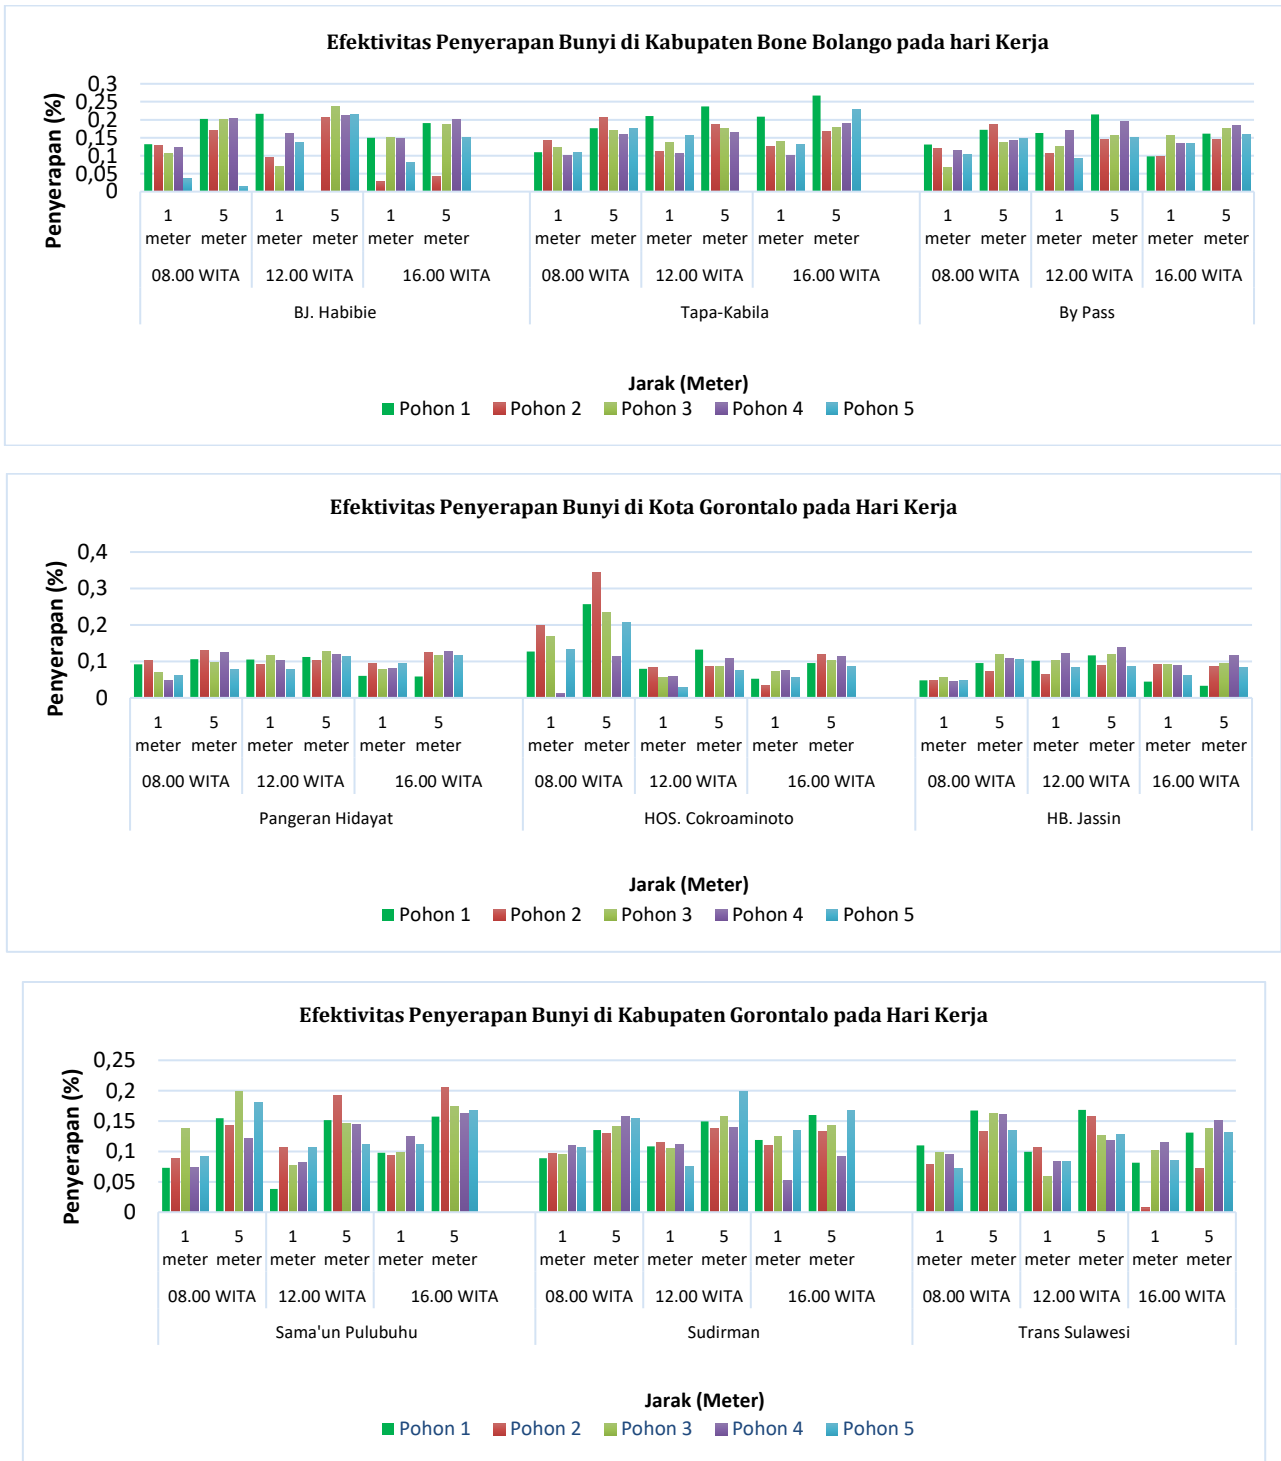 Efektivitas Penyerapan Bunyi di Kabupaten Bone Bolango pada hari Kerja
Penyerapan (%)
0,3
0,25
0,2
0,15
0,1
0,05
0
1 5 1 5 1 5 1 5 1 5 1 5 1 5 1 5 1 5
meter meter meter meter meter meter meter meter meter meter meter meter meter meter meter meter meter meter
08.00 WITA 12.00 WITA 16.00 WITA 08.00 WITA 12.00 WITA 16.00 WITA 08.00 WITA 12.00 WITA 16.00 WITA
BJ. Habibie Tapa-Kabila By Pass
Jarak (Meter)
Pohon 1 Pohon 2 Pohon 3 Pohon 4 Pohon 5
Efektivitas Penyerapan Bunyi di Kota Gorontalo pada Hari Kerja
Penyerapan (%)
0,4
0,3
0,2
0,1
0
1 5 1 5 1 5 1 5 1 5 1 5 1 5 1 5 1 5
meter meter meter meter meter meter meter meter meter meter meter meter meter meter meter meter meter meter
08.00 WITA 12.00 WITA 16.00 WITA 08.00 WITA 12.00 WITA 16.00 WITA 08.00 WITA 12.00 WITA 16.00 WITA
Pangeran Hidayat HOS. Cokroaminoto HB. Jassin
Jarak (Meter)
Pohon 1 Pohon 2 Pohon 3 Pohon 4 Pohon 5
Efektivitas Penyerapan Bunyi di Kabupaten Gorontalo pada Hari Kerja
Penyerapan (%)
0,25
0,2
0,15
0,1
0,05
0
1 5 1 5 1 5 1 5 1 5 1 5 1 5 1 5 1 5
meter meter meter meter meter meter meter meter meter meter meter meter meter meter meter meter meter meter
08.00 WITA 12.00 WITA 16.00 WITA 08.00 WITA 12.00 WITA 16.00 WITA 08.00 WITA 12.00 WITA 16.00 WITA
Sama'un Pulubuhu Sudirman Trans Sulawesi
Jarak (Meter)
Pohon 1 Pohon 2 Pohon 3 Pohon 4 Pohon 5